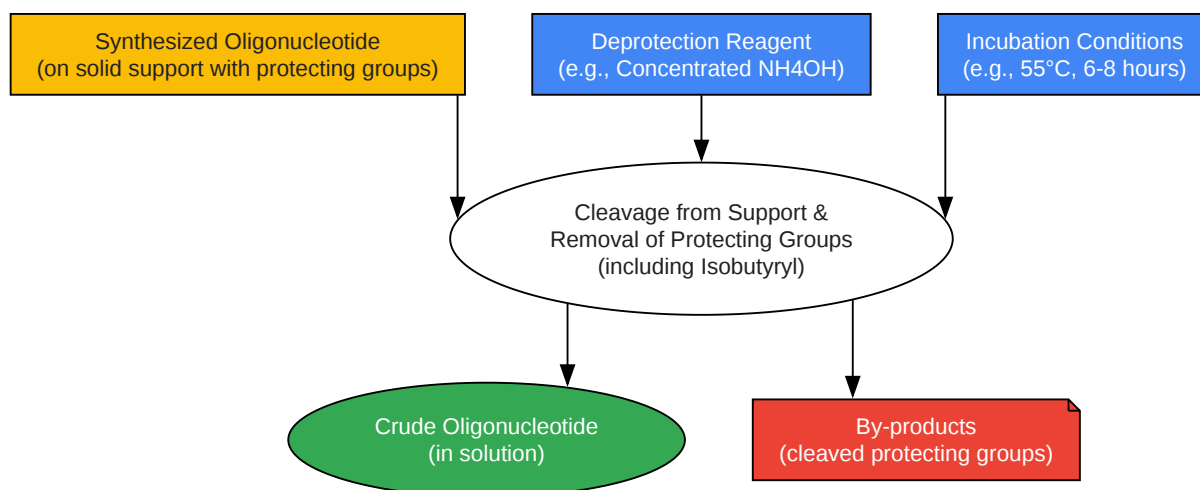 Synthesized Oligonucleotide
(on solid support with protecting groups)
Deprotection Reagent
(e.g., Concentrated NH4OH)
Incubation Conditions
(e.g., 55°C, 6-8 hours)
Cleavage from Support &
Removal of Protecting Groups
(including Isobutyryl)
Crude Oligonucleotide
(in solution)
By-products
(cleaved protecting groups)